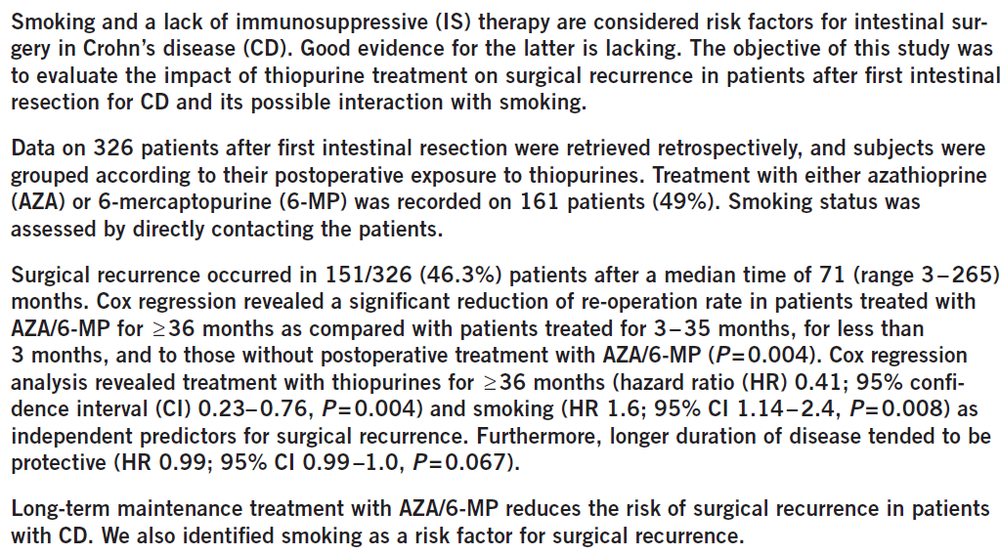 Smoking and a lack of immunosuppressive (IS) therapy are considered risk factors for intestinal sur-
gery in Crohn's disease (CD). Good evidence for the latter is lacking. The objective of this study was
to evaluate the impact of thiopurine treatment on surgical recurrence in patients after first intestinal
resection for CD and its possible interaction with smoking.
Data on 326 patients after first intestinal resection were retrieved retrospectively, and subjects were
grouped according to their postoperative exposure to thiopurines. Treatment with either azathioprine
(AZA) or 6-mercaptopurine (6-MP) was recorded on 161 patients (49%). Smoking status was
assessed by directly contacting the patients.
Surgical recurrence occurred in 151/326 (46.3%) patients after a median time of 71 (range 3–265)
months. Cox regression revealed a significant reduction of re-operation rate in patients treated with
AZA/6-MP for ≥36 months as compared with patients treated for 3–35 months, for less than
3 months, and to those without postoperative treatment with AZA/6-MP (P=0.004). Cox regression
analysis revealed treatment with thiopurines for ≥36 months (hazard ratio (HR) 0.41; 95% confi-
dence interval (CI) 0.23–0.76, P=0.004) and smoking (HR 1.6; 95% CI 1.14–2.4, P=0.008) as
independent predictors for surgical recurrence. Furthermore, longer duration of disease tended to be
protective (HR 0.99; 95% CI 0.99–1.0, P=0.067).
Long-term maintenance treatment with AZA/6-MP reduces the risk of surgical recurrence in patients
with CD. We also identified smoking as a risk factor for surgical recurrence.